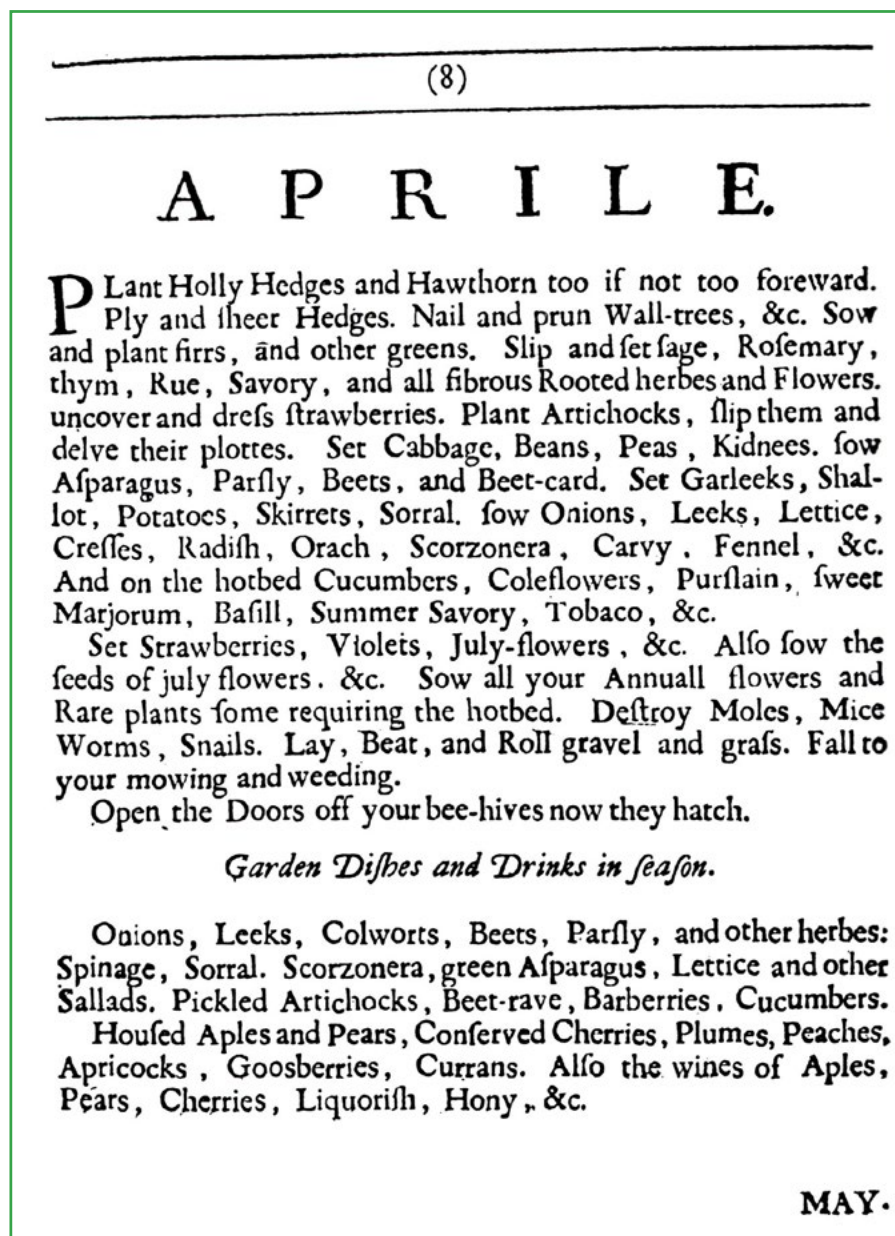 (8)
APRILE.
PLant Holly Hedges and Hawthorn too if not too foreward.
Ply and ſheer Hedges. Nail and prun Wall-trees, &c. Sow
and plant firrs, and other greens. Slip and ſet ſage, Roſemary,
thym, Rue, Savory, and all fibrous Rooted herbes and Flowers.
uncover and dreſs ſtrawberries. Plant Artichocks, ſlip them and
delve their plottes. Set Cabbage, Beans, Peas, Kidnees. ſow
Aſparagus, Parſly, Beets, and Beet-card. Set Garleeks, Shal-
lot, Potatoes, Skirrets, Sorral. ſow Onions, Leeks, Lettice,
Creſſes, Radiſh, Orach, Scorzonera, Carvy, Fennel, &c.
And on the hotbed Cucumbers, Coleflowers, Purſlain, ſweet
Marjorum, Baſill, Summer Savory, Tobaco, &c.
Set Strawberries, Violets, July-flowers, &c. Alſo ſow the
ſeeds of july flowers. &c. Sow all your Annuall flowers and
Rare plants ſome requiring the hotbed. Deſtroy Moles, Mice
Worms, Snails. Lay, Beat, and Roll gravel and graſs. Fall to
your mowing and weeding.
Open the Doors off your bee-hives now they hatch.
Garden Diſhes and Drinks in ſeaſon.
Onions, Leeks, Colworts, Beets, Parſly, and other herbes:
Spinage, Sorral. Scorzonera, green Aſparagus, Lettice and other
Sallads. Pickled Artichocks, Beet-rave, Barberries, Cucumbers.
Houſed Aples and Pears, Conſerved Cherries, Plumes, Peaches,
Apricocks, Goosberries, Currans. Alſo the wines of Aples,
Pears, Cherries, Liquoriſh, Hony, &c.
MAY.